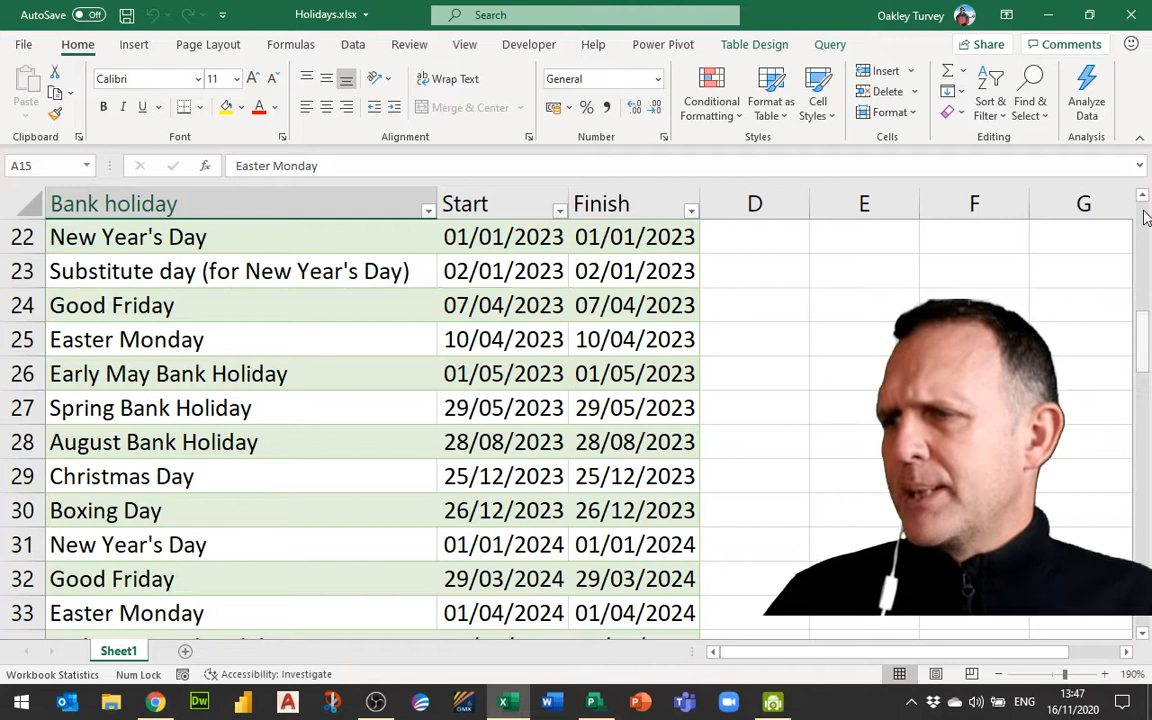 AutoSave Off Holidays.xlsx Search Oakley Turvey
File Home Insert Page Layout Formulas Data Review View Developer Help Power Pivot Table Design Query Share Comments
Paste Calibri 11 Wrap Text General Conditional Formatting Format as Table Cell Styles Insert Sort & Filter Find & Select Analyze Data
B I U Merge & Center Delete
Format
Clipboard Font Alignment Number Styles Cells Editing Analysis
A15 fx Easter Monday
Bank holiday Start Finish D E F G
22 New Year's Day 01/01/2023 01/01/2023
23 Substitute day (for New Year's Day) 02/01/2023 02/01/2023
24 Good Friday 07/04/2023 07/04/2023
25 Easter Monday 10/04/2023 10/04/2023
26 Early May Bank Holiday 01/05/2023 01/05/2023
27 Spring Bank Holiday 29/05/2023 29/05/2023
28 August Bank Holiday 28/08/2023 28/08/2023
29 Christmas Day 25/12/2023 25/12/2023
30 Boxing Day 26/12/2023 26/12/2023
31 New Year's Day 01/01/2024 01/01/2024
32 Good Friday 29/03/2024 29/03/2024
33 Easter Monday 01/04/2024 01/04/2024
Sheet1
Workbook Statistics Num Lock Accessibility: Investigate 190%
ENG 13:47
16/11/2020